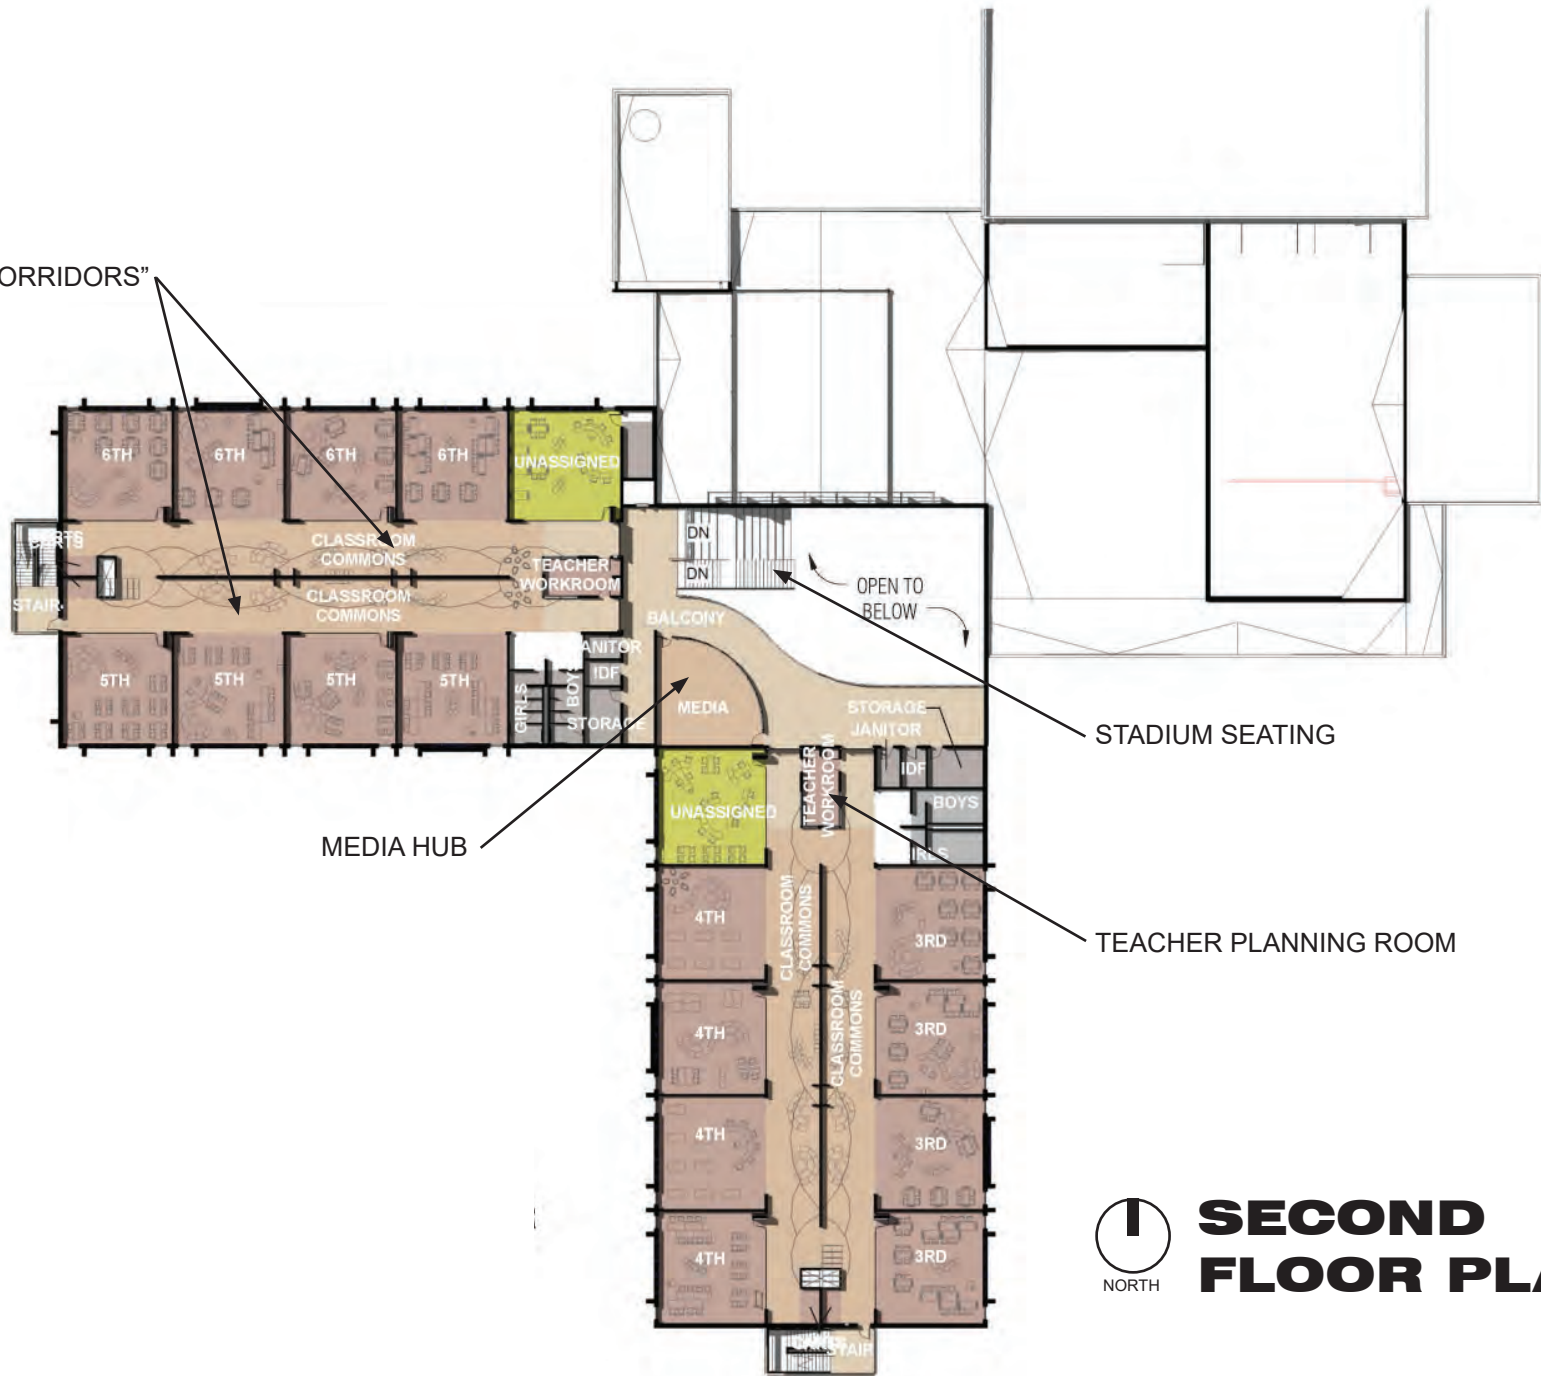 ORRIDORS”
6TH
6TH
6TH
6TH
UNASSIGNED
CLASSROOM
COMMONS
CLASSROOM
COMMONS
TEACHER
WORKROOM
STAIR
DN
DN
OPEN TO
BELOW
BALCONY
5TH
5TH
5TH
5TH
GIRLS
BOYS
ANITOR
IDF
STORAGE
MEDIA
STORAGE
JANITOR
STADIUM SEATING
MEDIA HUB
UNASSIGNED
TEACHER
WORKROOM
IDF
BOYS
IRLS
4TH
CLASSROOM
COMMONS
3RD
TEACHER PLANNING ROOM
4TH
CLASSROOM
COMMONS
3RD
4TH
3RD
4TH
3RD
STAIR
NORTH
SECOND
FLOOR PLA